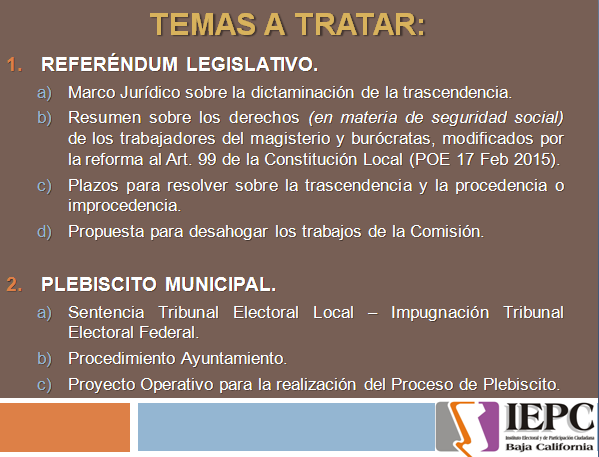 TEMAS A TRATAR:
1. REFERÉNDUM LEGISLATIVO.
a) Marco Jurídico sobre la dictaminación de la trascendencia.
b) Resumen sobre los derechos (en materia de seguridad social)
de los trabajadores del magisterio y burócratas, modificados por
la reforma al Art. 99 de la Constitución Local (POE 17 Feb 2015).
c) Plazos para resolver sobre la trascendencia y la procedencia o
improcedencia.
d) Propuesta para desahogar los trabajos de la Comisión.
2. PLEBISCITO MUNICIPAL.
a) Sentencia Tribunal Electoral Local – Impugnación Tribunal
Electoral Federal.
b) Procedimiento Ayuntamiento.
c) Proyecto Operativo para la realización del Proceso de Plebiscito.
IEPC
Instituto Electoral y de Participación Ciudadana
Baja California